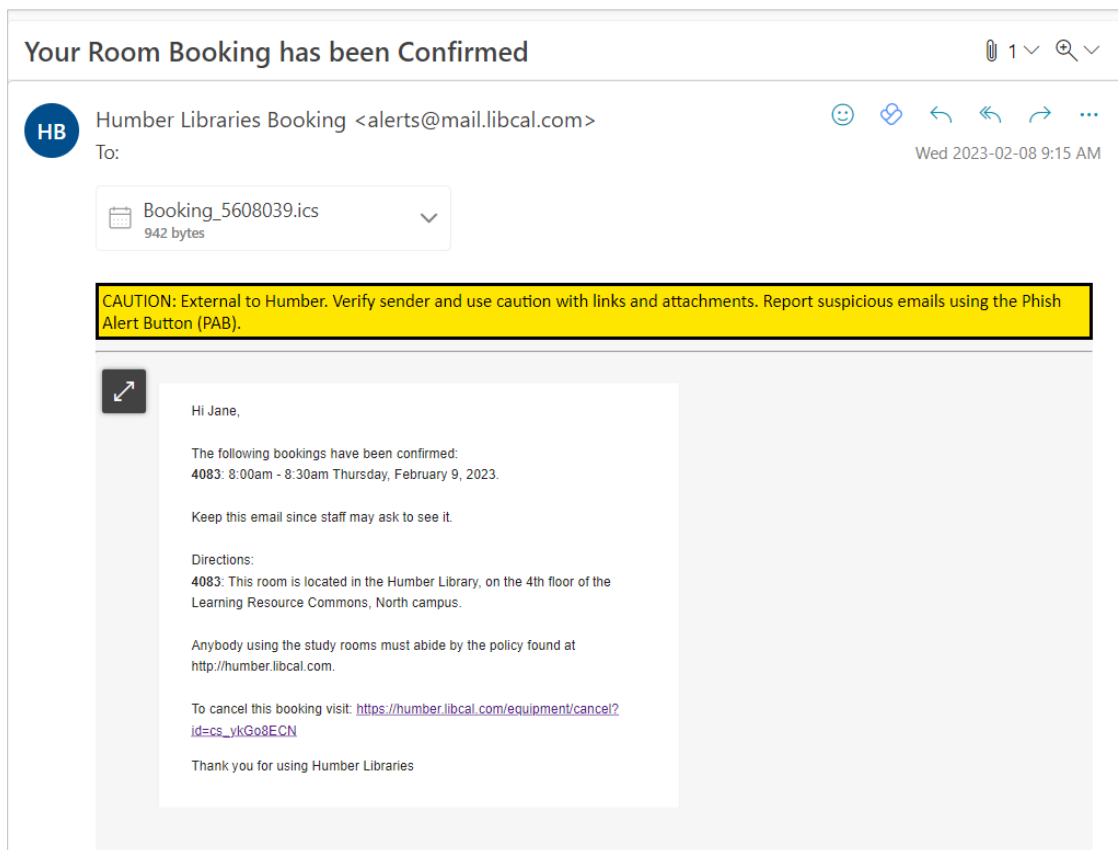 Your Room Booking has been Confirmed
1
HB
Humber Libraries Booking <alerts@mail.libcal.com>
To:
Wed 2023-02-08 9:15 AM
Booking_5608039.ics
942 bytes
CAUTION: External to Humber. Verify sender and use caution with links and attachments. Report suspicious emails using the Phish
Alert Button (PAB).
Hi Jane,
The following bookings have been confirmed:
4083: 8:00am - 8:30am Thursday, February 9, 2023.
Keep this email since staff may ask to see it.
Directions:
4083: This room is located in the Humber Library, on the 4th floor of the
Learning Resource Commons, North campus.
Anybody using the study rooms must abide by the policy found at
http://humber.libcal.com.
To cancel this booking visit: https://humber.libcal.com/equipment/cancel?
id=cs_ykGo8ECN
Thank you for using Humber Libraries